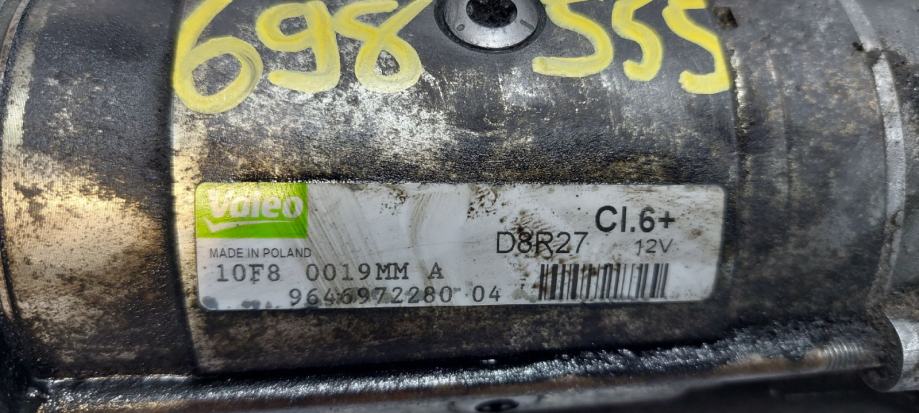 698 555
Valeo
Cl.6+
D8R27 12V
MADE IN POLAND
10F8 0019MM A
9646972280 04